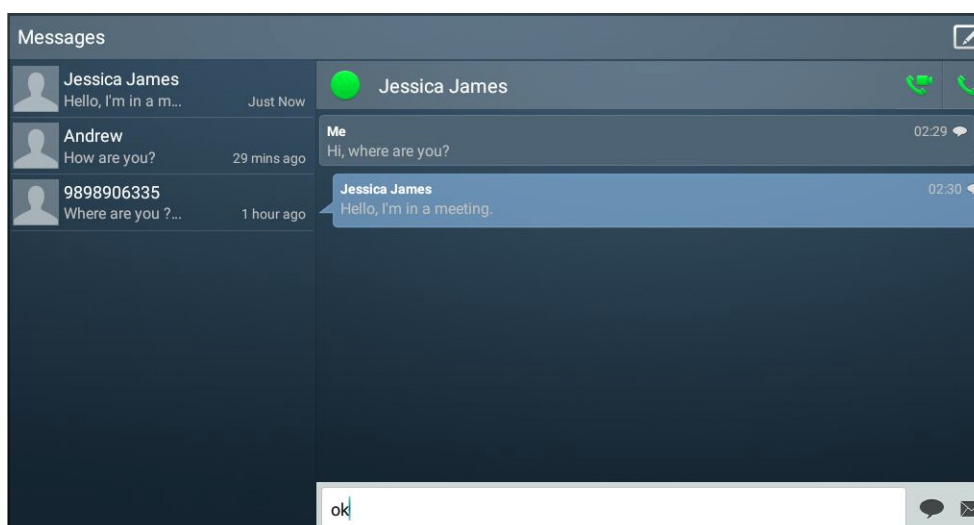 Messages
Jessica James
Hello, I'm in a m...
Just Now
Andrew
How are you?
29 mins ago
9898906335
Where are you ?...
1 hour ago
Jessica James
Me
02:29
Hi, where are you?
Jessica James
02:30
Hello, I'm in a meeting.
ok